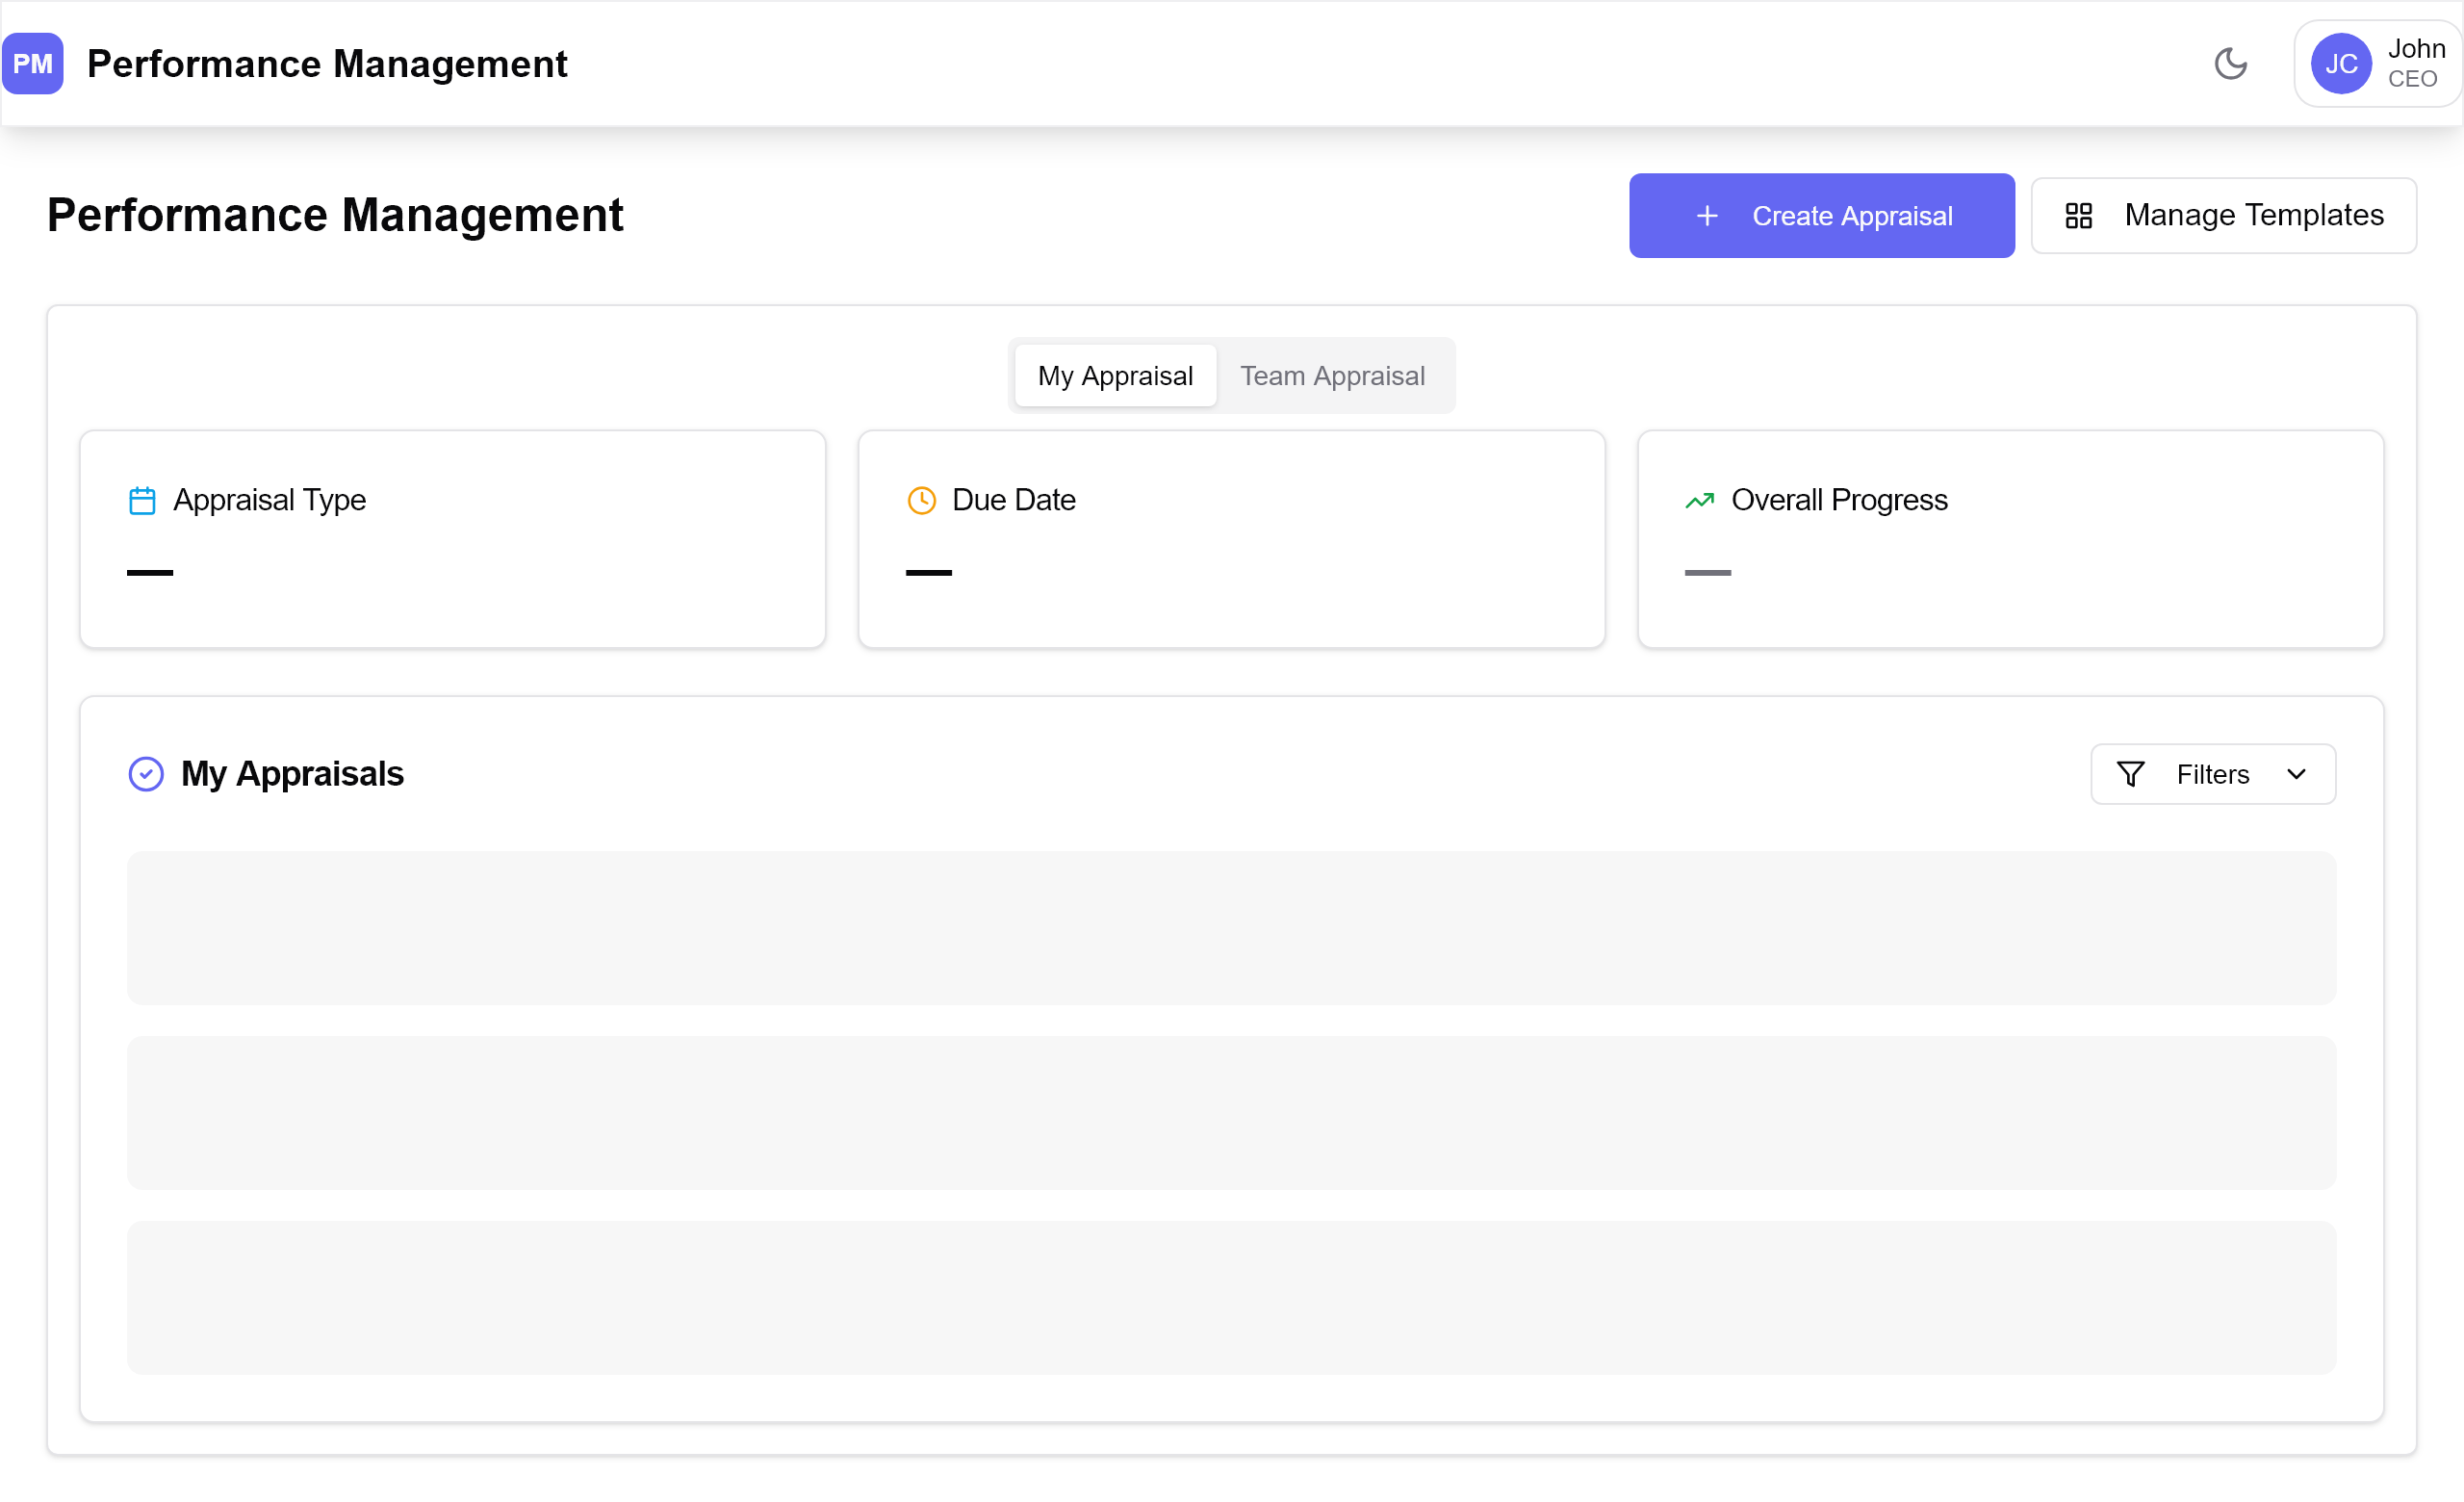 PM Performance Management
John
JC
CEO
Performance Management
Create Appraisal
Manage Templates
My Appraisal
Team Appraisal
Appraisal Type
—
Due Date
—
Overall Progress
—
My Appraisals
Filters